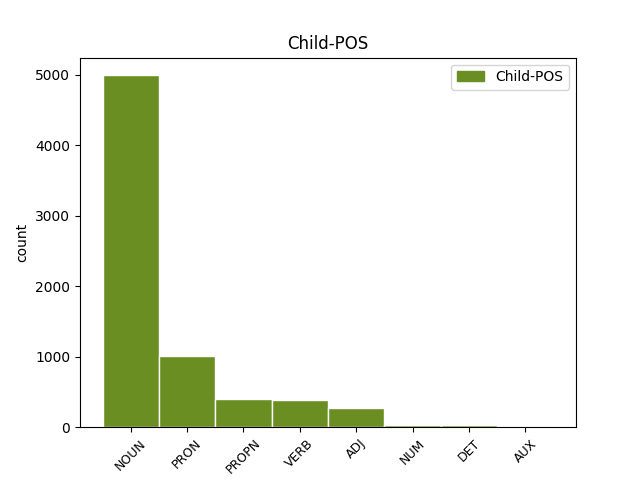 Child-POS
Child-POS
5000
4000
3000
2000
1000
0
count
NOUN
PRON
PROPN
VERB
ADJ
NUM
DET
AUX